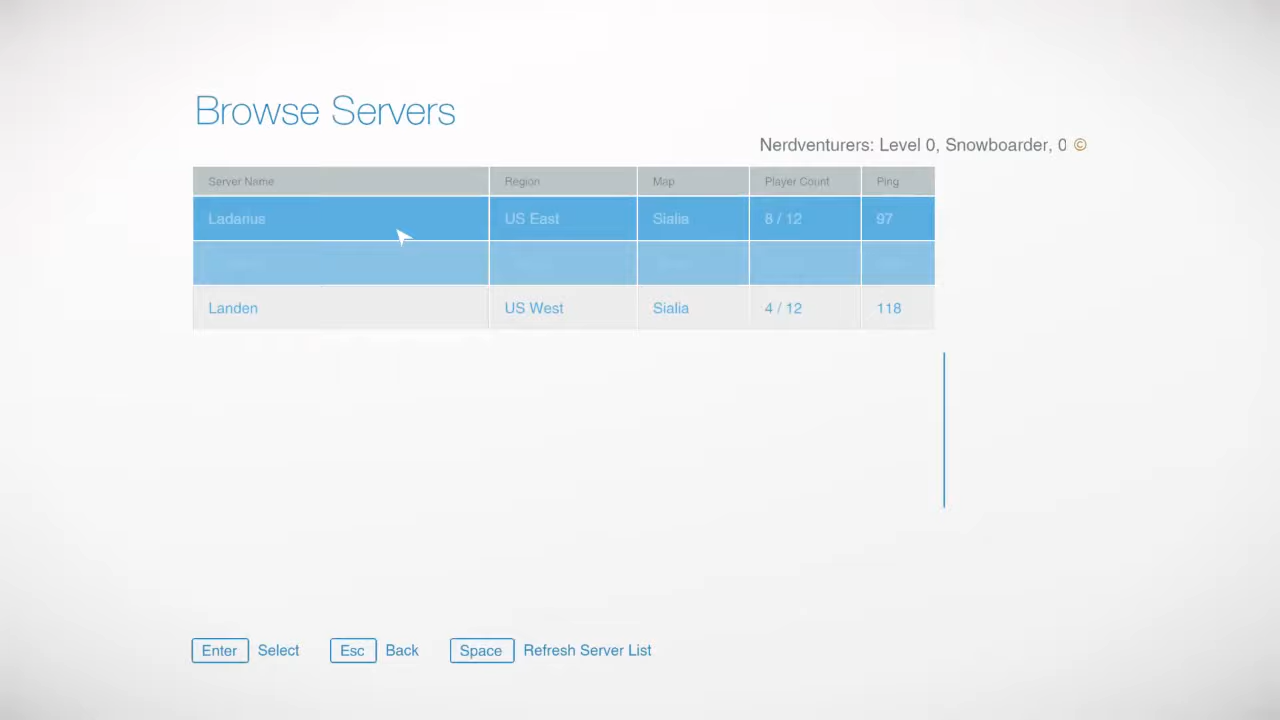 Browse Servers
Nerdventurers: Level 0, Snowboarder, 0 ©
Server Name Region Map Player Count Ping
Ladarius US East Sialia 8 / 12 97
Landen US West Sialia 4 / 12 118
Enter Select Esc Back Space Refresh Server List